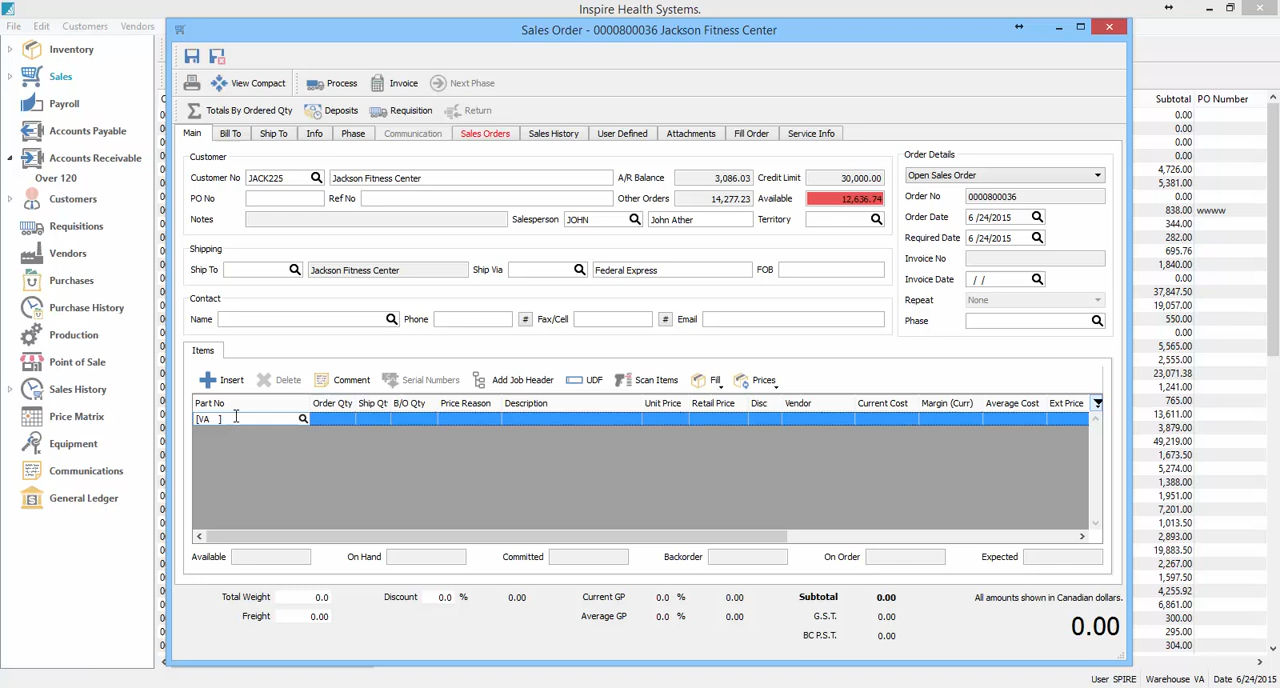 Inspire Health Systems.
File Edit Customers Vendors
Inventory
Sales
Payroll
Accounts Payable
Accounts Receivable
Over 120
Customers
Requisitions
Vendors
Purchases
Purchase History
Production
Point of Sale
Sales History
Price Matrix
Equipment
Communications
General Ledger
Sales Order - 0000800036 Jackson Fitness Center
View Compact Process Invoice Next Phase
Totals By Ordered Qty Deposits Requisition Return
Main Bill To Ship To Info Phase Communication Sales Orders Sales History User Defined Attachments Fill Order Service Info
Customer
Customer No JACK225 Jackson Fitness Center A/R Balance 3,086.03 Credit Limit 30,000.00
PO No Ref No Other Orders 14,277.23 Available 12,636.74
Notes Salesperson JOHN John Ather Territory
Shipping
Ship To Jackson Fitness Center Ship Via Federal Express FOB
Contact
Name Phone # Fax/Cell # Email
Order Details
Open Sales Order
Order No 0000800036
Order Date 6 /24/2015
Required Date 6 /24/2015
Invoice No
Invoice Date / /
Repeat None
Phase
Items
Insert Delete Comment Serial Numbers Add Job Header UDF Scan Items Fill Prices
Part No Order Qty Ship Qt B/O Qty Price Reason Description Unit Price Retail Price Disc Vendor Current Cost Margin (Curr) Average Cost Ext Price
[VA ]
Available On Hand Committed Backorder On Order Expected
Total Weight 0.0 Discount 0.0 % 0.00 Current GP 0.0 % 0.00 Subtotal 0.00 All amounts shown in Canadian dollars.
Freight 0.00 Average GP 0.0 % 0.00 G.S.T. 0.00 0.00
BC P.S.T. 0.00
Subtotal PO Number
0.00
0.00
0.00
0.00
4,726.00
5,381.00
0.00
838.00 wwww
344.00
282.00
695.76
1,840.00
0.00
37,847.50
19,057.00
550.00
0.00
5,565.00
2,555.00
23,071.38
1,241.00
765.00
13,611.00
3,879.00
49,219.00
1,673.50
5,274.00
1,388.00
1,951.00
7,201.00
1,013.50
2,893.00
19,883.50
2,267.00
1,597.50
4,255.92
6,861.00
300.00
295.00
304.00
User SPIRE Warehouse VA Date 6/24/2015